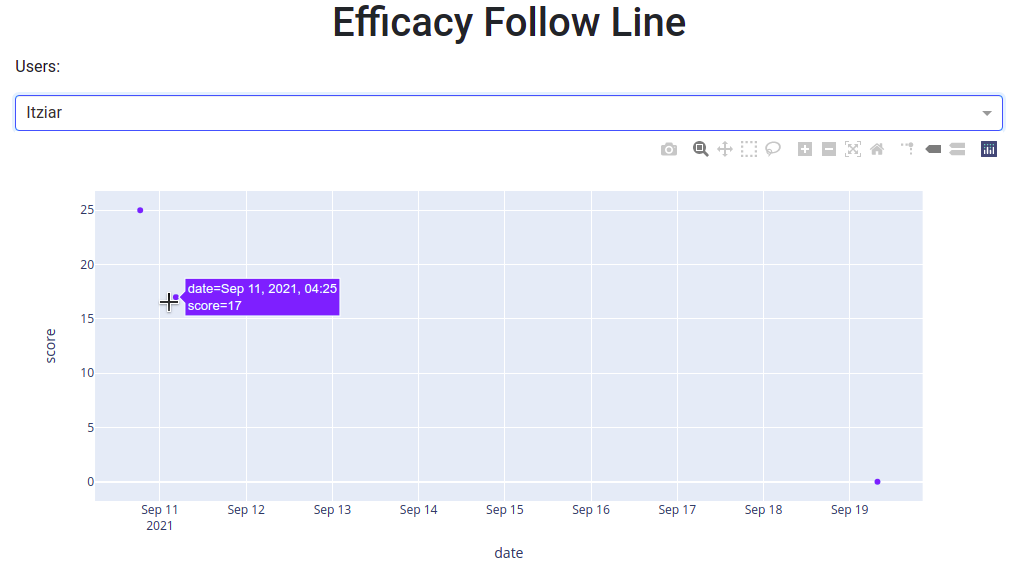 Efficacy Follow Line
Users:
Itziar
25
20
15
10
5
0
score
date=Sep 11, 2021, 04:25
score=17
Sep 11 Sep 12 Sep 13 Sep 14 Sep 15 Sep 16 Sep 17 Sep 18 Sep 19
2021
date